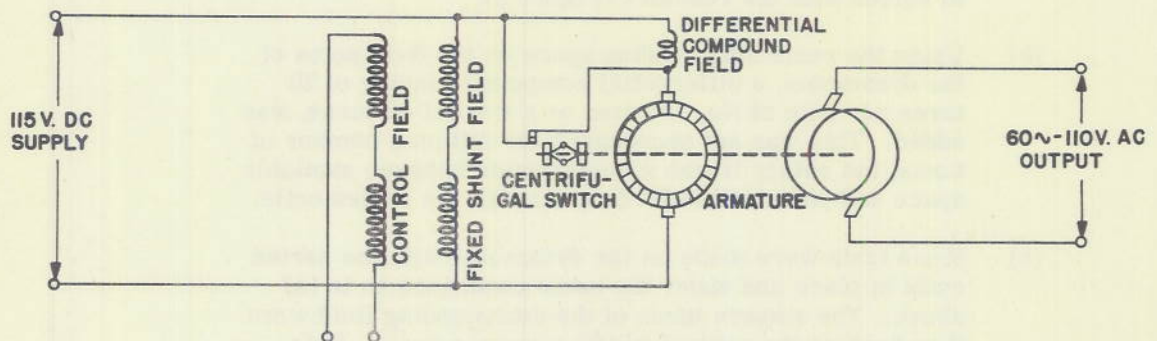 115 V. DC
SUPPLY
CONTROL FIELD
FIXED SHUNT FIELD
DIFFERENTIAL
COMPOUND
FIELD
CENTRIFU-
GAL SWITCH
ARMATURE
60~-110V. AC
OUTPUT